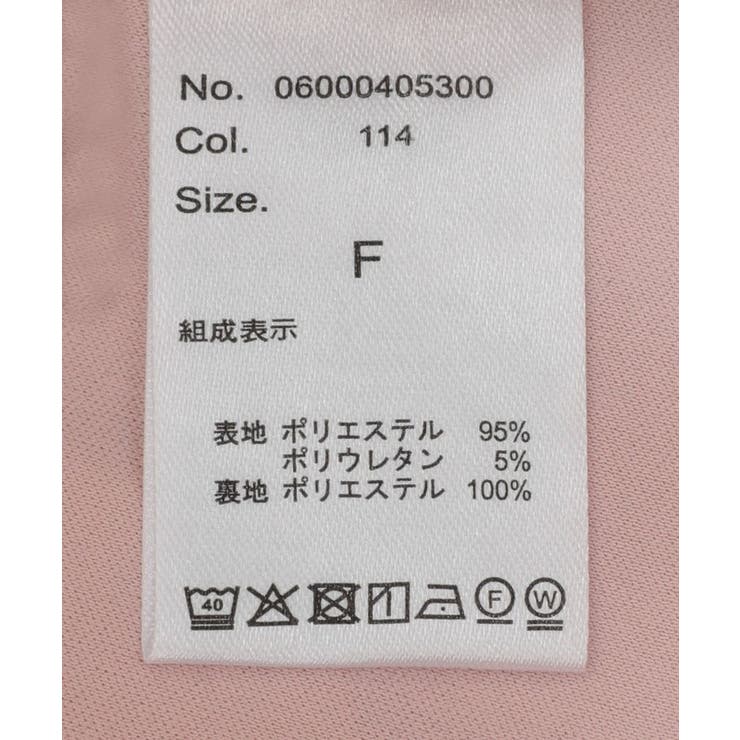 No. 06000405300
Col. 114
Size.
F
組成表示
表地 ポリエステル 95%
ポリウレタン 5%
裏地 ポリエステル 100%
40 F W